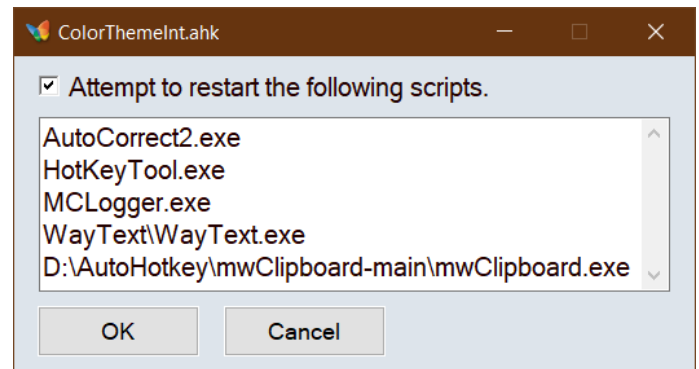 ColorThemeInt.ahk
Attempt to restart the following scripts.
AutoCorrect2.exe
HotKeyTool.exe
MCLogger.exe
WayText\WayText.exe
D:\AutoHotkey\mwClipboard-main\mwClipboard.exe
OK Cancel